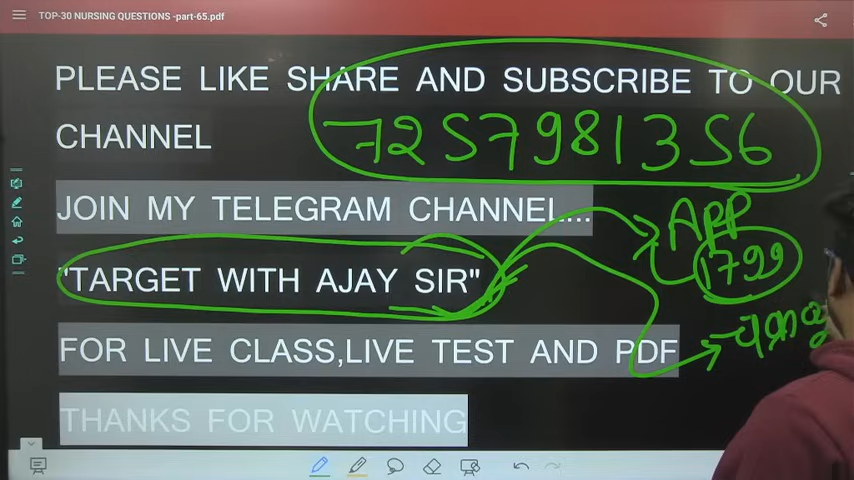 TOP-30 NURSING QUESTIONS -part-65.pdf
PLEASE LIKE SHARE AND SUBSCRIBE TO OUR
CHANNEL
7257981356
JOIN MY TELEGRAM CHANNEL...
APP
"TARGET WITH AJAY SIR"
1799
FOR LIVE CLASS,LIVE TEST AND PDF
THANKS FOR WATCHING